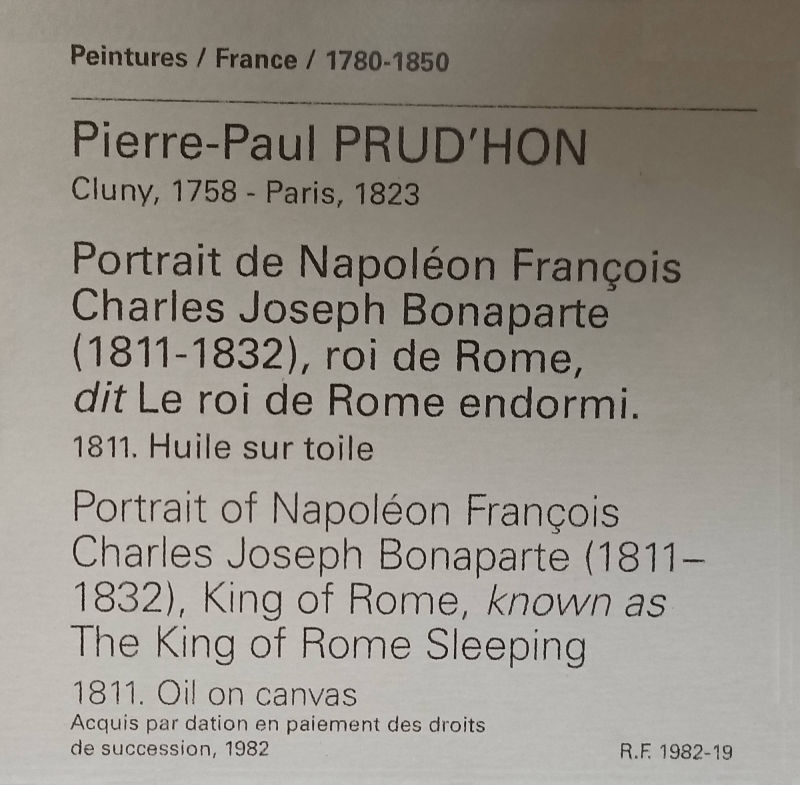 Peintures / France / 1780-1850
Pierre-Paul PRUD'HON
Cluny, 1758 - Paris, 1823
Portrait de Napoléon François
Charles Joseph Bonaparte
(1811-1832), roi de Rome,
dit Le roi de Rome endormi.
1811. Huile sur toile
Portrait of Napoléon François
Charles Joseph Bonaparte (1811–
1832), King of Rome, known as
The King of Rome Sleeping
1811. Oil on canvas
Acquis par dation en paiement des droits
de succession, 1982
R.F. 1982-19